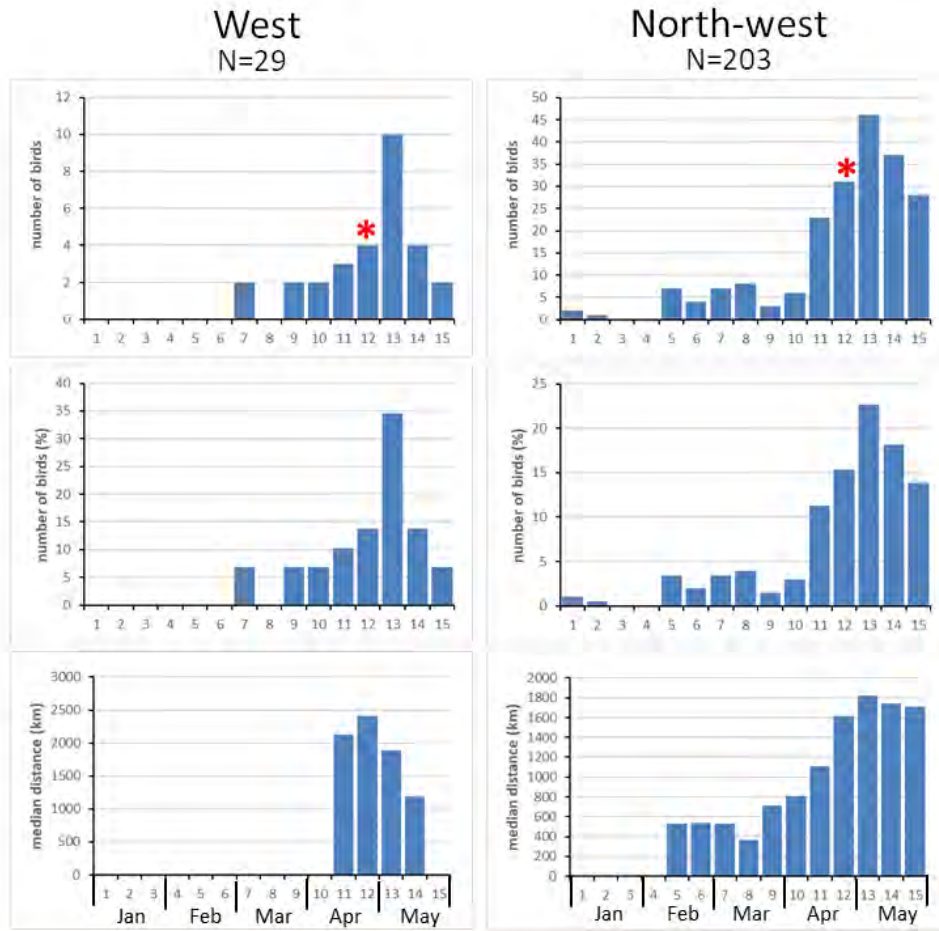 West
N=29
North-west
N=203
number of birds
12
10
8
6
4
2
0
*
1 2 3 4 5 6 7 8 9 10 11 12 13 14 15
number of birds
50
45
40
35
30
25
20
15
10
5
0
*
1 2 3 4 5 6 7 8 9 10 11 12 13 14 15
number of birds (%)
40
35
30
25
20
15
10
5
0
1 2 3 4 5 6 7 8 9 10 11 12 13 14 15
number of birds (%)
25
20
15
10
5
0
1 2 3 4 5 6 7 8 9 10 11 12 13 14 15
median distance (km)
3000
2500
2000
1500
1000
500
0
1 2 3 4 5 6 7 8 9 10 11 12 13 14 15
Jan Feb Mar Apr May
median distance (km)
2000
1800
1600
1400
1200
1000
800
600
400
200
0
1 2 3 4 5 6 7 8 9 10 11 12 13 14 15
Jan Feb Mar Apr May